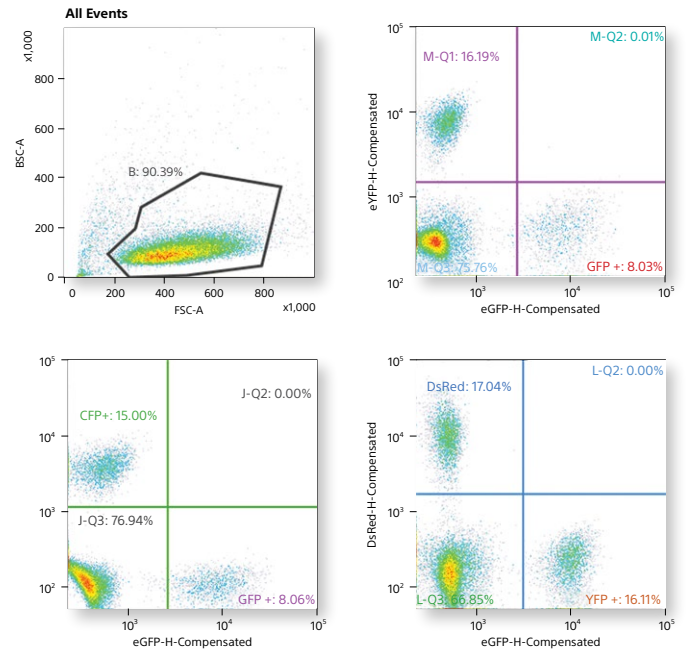 All Events
x1,000
800
600
400
200
0
BSC-A
B: 90.39%
0 200 400 600 800
FSC-A
x1,000
10⁵
10⁴
10³
10²
eYFP-H-Compensated
M-Q1: 16.19%
M-Q2: 0.01%
M-Q3: 75.76%
GFP +: 8.03%
10³ 10⁴ 10⁵
eGFP-H-Compensated
10⁵
10⁴
10³
10²
CFP+: 15.00%
J-Q2: 0.00%
J-Q3: 76.94%
GFP +: 8.06%
10³ 10⁴ 10⁵
eGFP-H-Compensated
10⁵
10⁴
10³
10²
DsRed-H-Compensated
DsRed: 17.04%
L-Q2: 0.00%
L-Q3: 66.85%
YFP +: 16.11%
10³ 10⁴ 10⁵
eGFP-H-Compensated